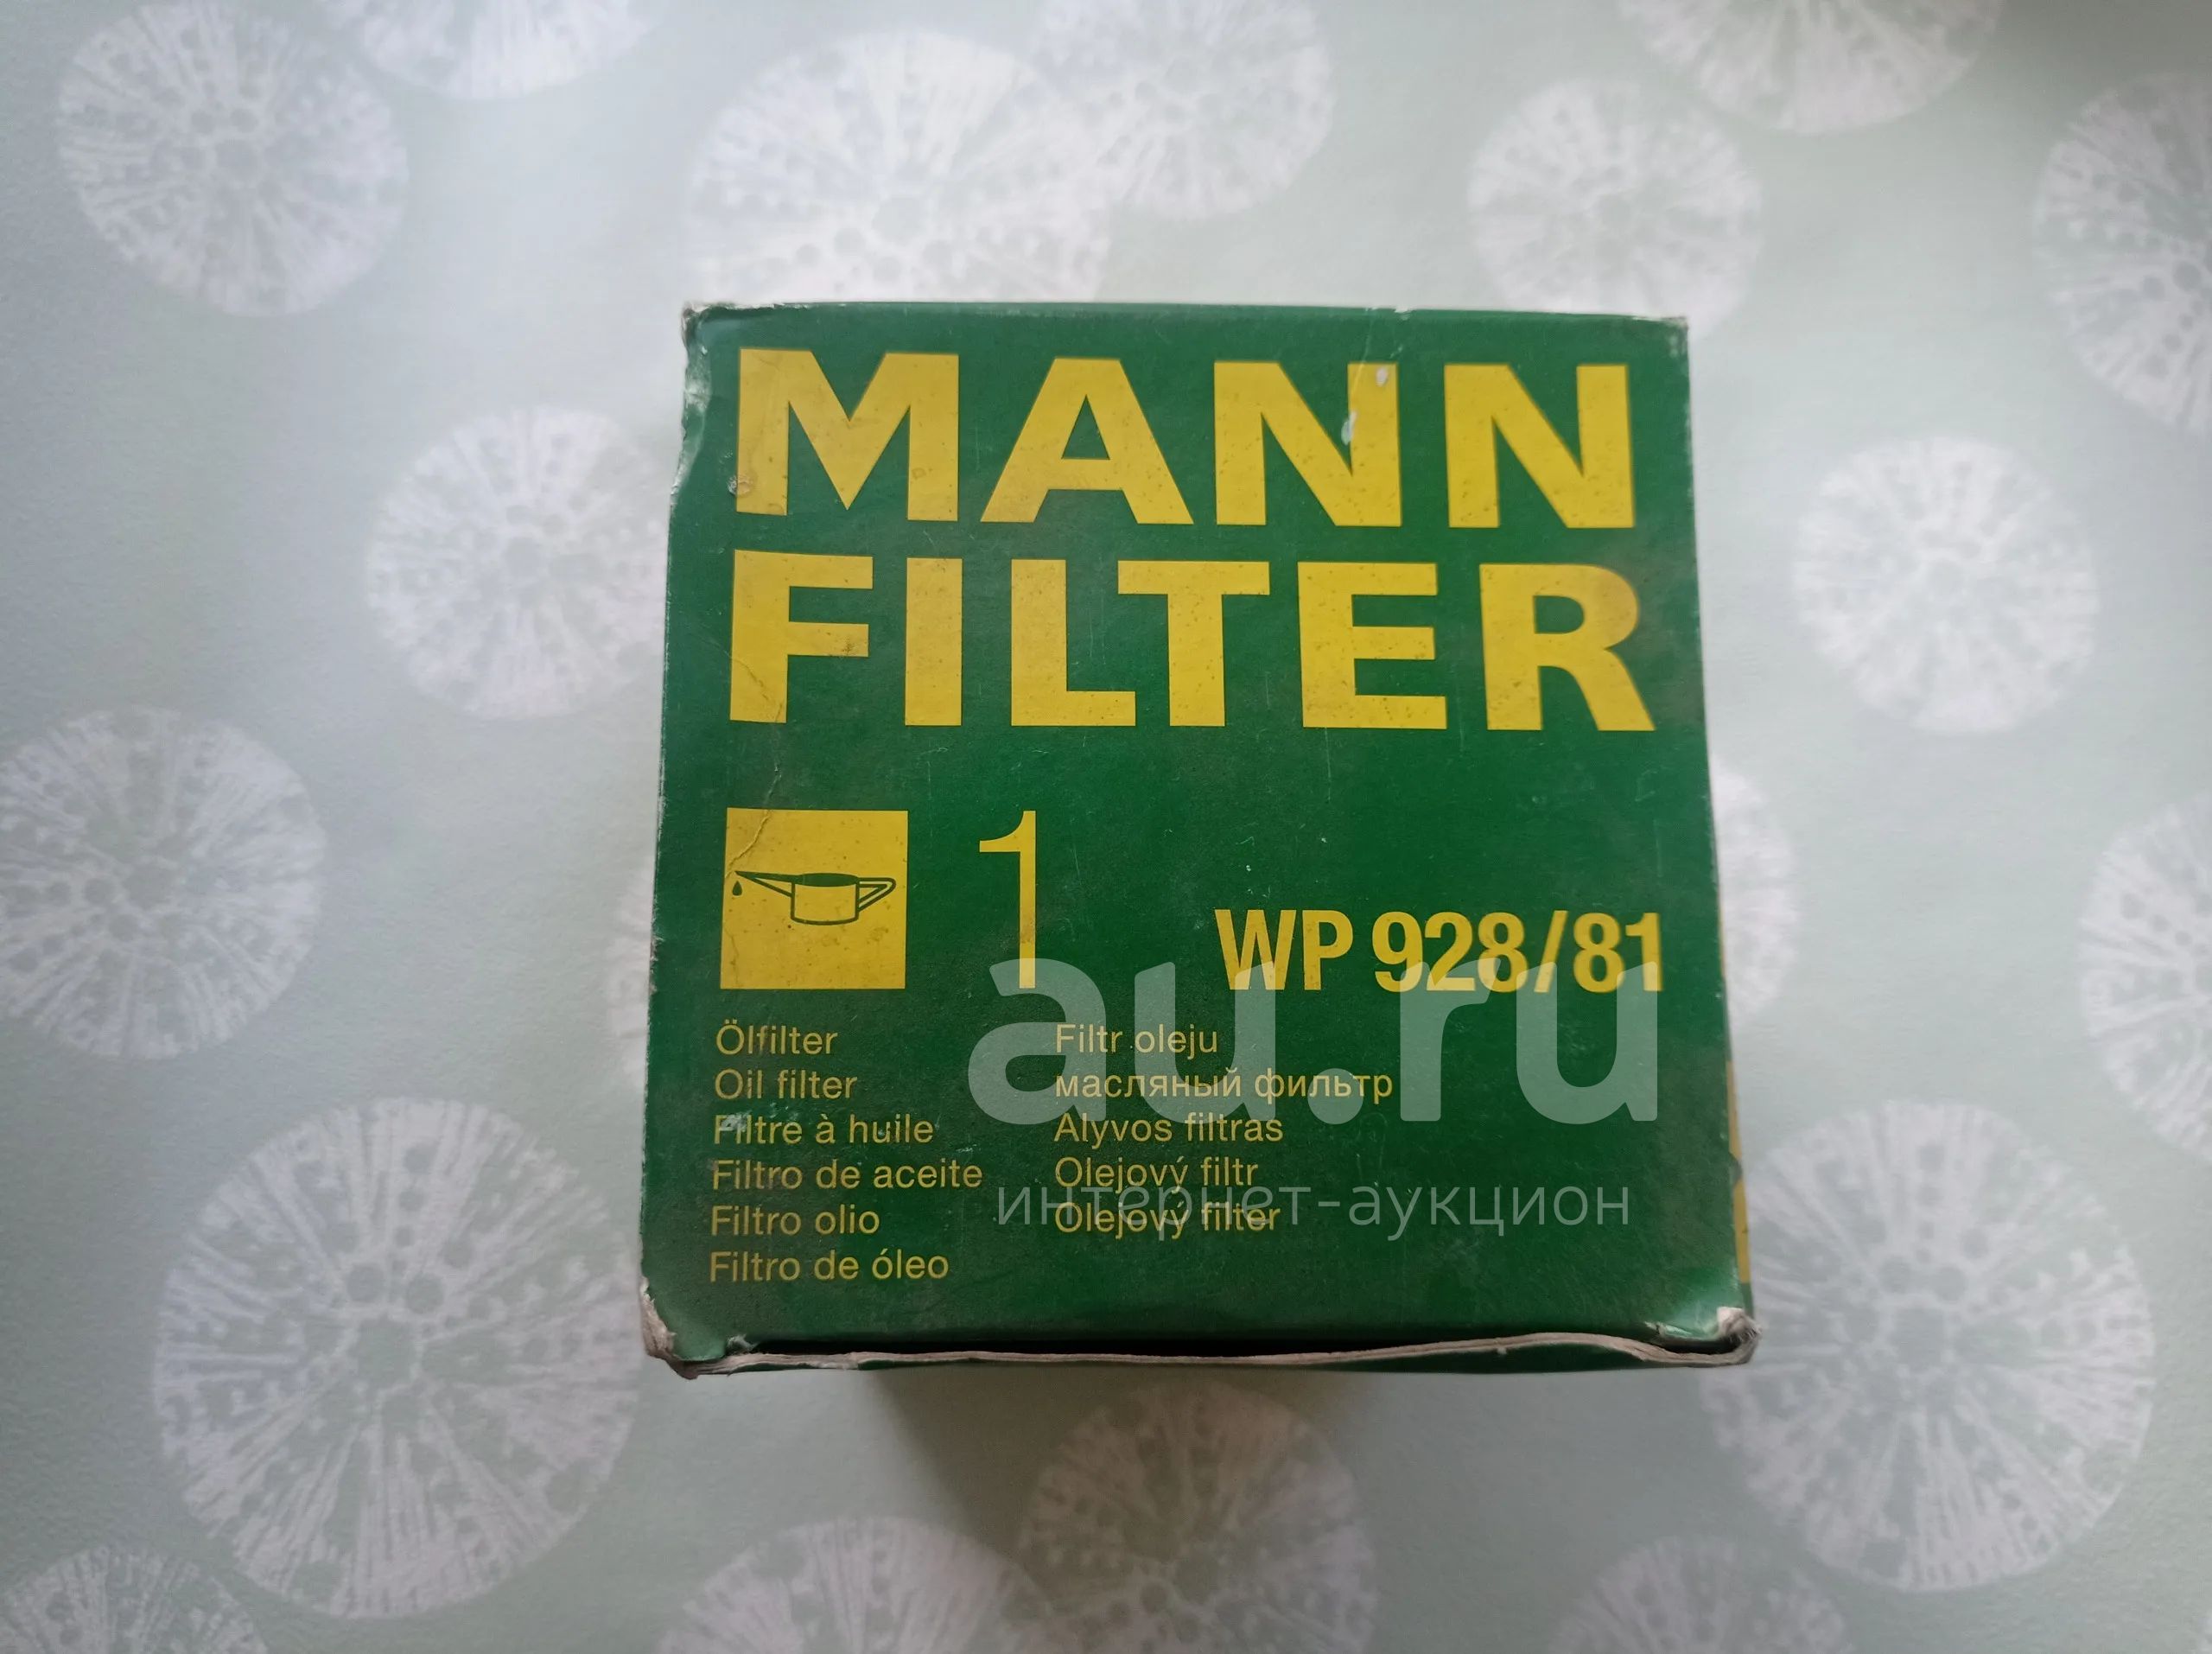 MANN
FILTER
1
WP 928/81
Ölfilter
Oil filter
Filtre à huile
Filtro de aceite
Filtro olio
Filtro de óleo
Filtr oleju
масляный фильтр
Alyvos filtras
Olejový filtr
Olejový filter
au.ru
интернет-аукцион